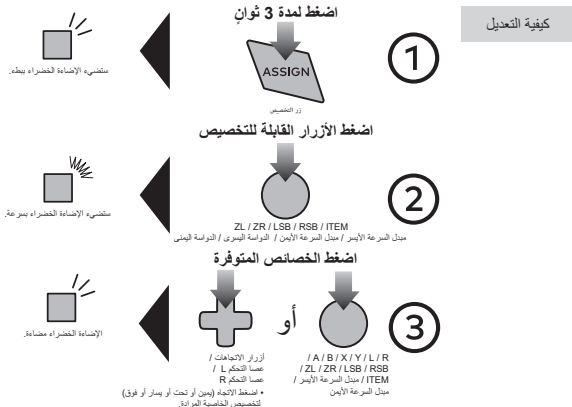 كيفية التعديل
1
اضغط لمدة 3 ثوانٍ
ASSIGN
زر التخصيص
ستضيء الإضاءة الخضراء ببطء.
2
اضغط الأزرار القابلة للتخصيص
ZL / ZR / LSB / RSB / ITEM
مبدل السرعة الأيسر / مبدل السرعة الأيمن / الدواسة اليسرى / الدواسة اليمنى
ستضيء الإضاءة الخضراء بسرعة.
3
اضغط الخصائص المتوفرة
/ A / B / X / Y / L / R
/ ZL / ZR / LSB / RSB
ITEM / مبدل السرعة الأيسر /
مبدل السرعة الأيمن
أو
أزرار الاتجاهات /
عصا التحكم L /
عصا التحكم R
• اضغط الاتجاه (يمين أو تحت أو يسار أو فوق)
لتخصيص الخاصية المرادة.
الإضاءة الخضراء مضاءة.